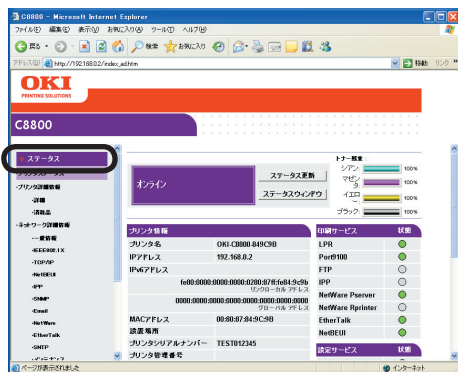 C8800 - Microsoft Internet Explorer
ファイル(F) 編集(E) 表示(V) お気に入り(A) ツール(T) ヘルプ(H)
戻る 検索 お気に入り
アドレス(D) http://192.168.0.2/index_ad.htm 移動 リンク »
OKI
PRINTING SOLUTIONS
C8800
ステータス
プリンタステータス
-プリンタ詳細情報
-詳細
-消耗品
-ネットワーク詳細情報
-一般情報
-IEEE802.1X
-TCP/IP
-NetBEUI
-IPP
-SNMP
-Email
-NetWare
-EtherTalk
-SNTP
-メンテナンス
オンライン
ステータス更新
ステータスウィンドウ
トナー残量:
シアン: 100%
マゼンタ: 100%
イエロー: 100%
ブラック: 100%
プリンタ情報
プリンタ名 OKI-C8800-849C9B
IPアドレス 192.168.0.2
IPv6アドレス
fe80:0000:0000:0000:0280:87ff:fe84:9c9b
リンクローカル アドレス
0000:0000:0000:0000:0000:0000:0000:0000
グローバル アドレス
MACアドレス 00:80:87:84:9C:9B
設置場所
プリンタシリアルナンバー TEST012345
プリンタ管理番号
印刷サービス 状態
LPR
Port9100
FTP
IPP
NetWare Pserver
NetWare Rprinter
EtherTalk
NetBEUI
設定サービス 状態
ページが表示されました
インターネット